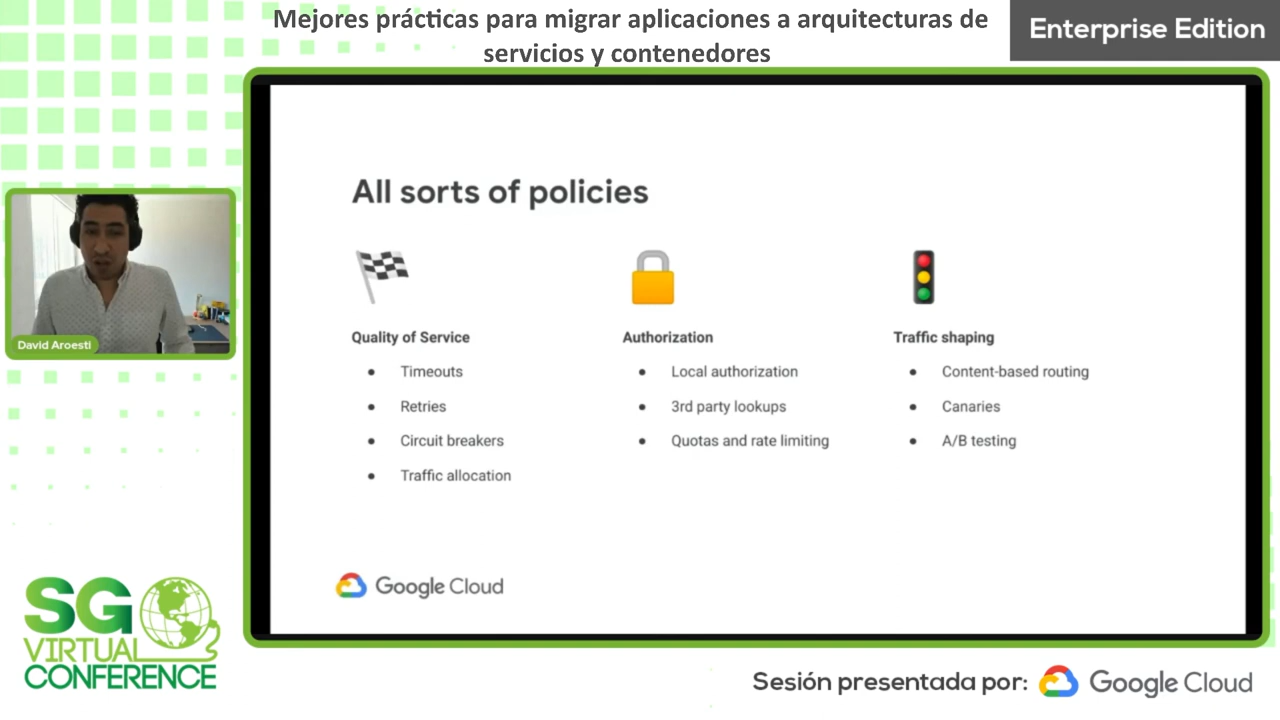 Mejores prácticas para migrar aplicaciones a arquitecturas de
servicios y contenedores
Enterprise Edition
All sorts of policies
Quality of Service
Timeouts
Retries
Circuit breakers
Traffic allocation
Authorization
Local authorization
3rd party lookups
Quotas and rate limiting
Traffic shaping
Content-based routing
Canaries
A/B testing
Google Cloud
David Aroesti
SG
VIRTUAL
CONFERENCE
Sesión presentada por: Google Cloud